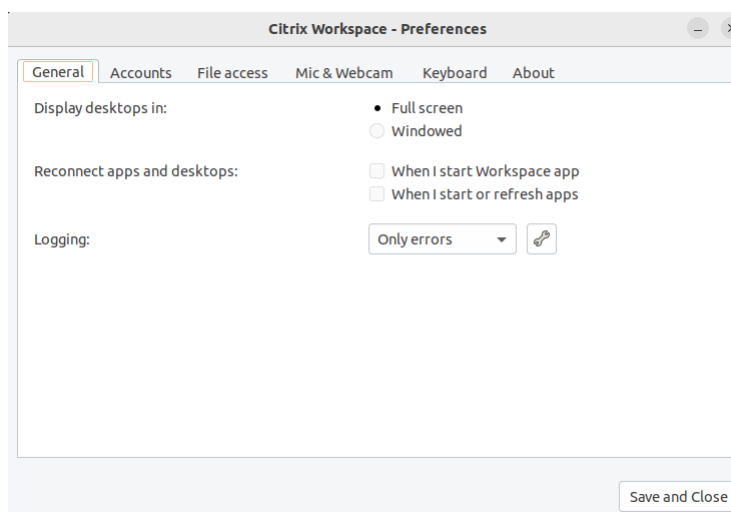 Citrix Workspace - Preferences
General Accounts File access Mic & Webcam Keyboard About
Display desktops in: Full screen
Windowed
Reconnect apps and desktops: When I start Workspace app
When I start or refresh apps
Logging: Only errors
Save and Close